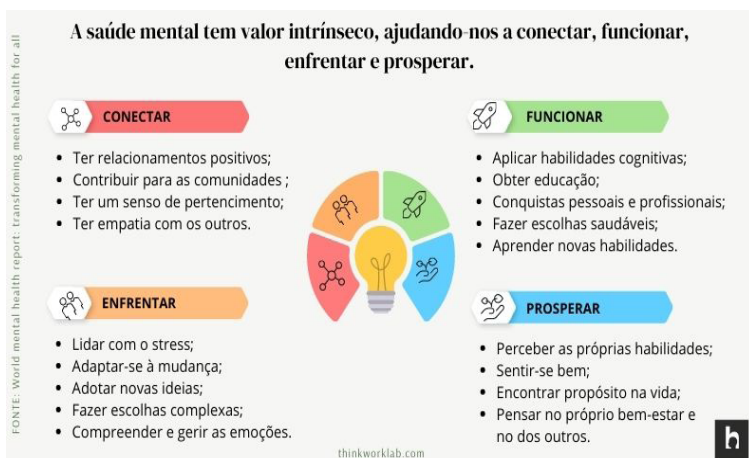 A saúde mental tem valor intrínseco, ajudando-nos a conectar, funcionar,
enfrentar e prosperar.
FONTE: World mental health report: transforming mental health for all
CONECTAR
• Ter relacionamentos positivos;
• Contribuir para as comunidades ;
• Ter um senso de pertencimento;
• Ter empatia com os outros.
FUNCIONAR
• Aplicar habilidades cognitivas;
• Obter educação;
• Conquistas pessoais e profissionais;
• Fazer escolhas saudáveis;
• Aprender novas habilidades.
ENFRENTAR
• Lidar com o stress;
• Adaptar-se à mudança;
• Adotar novas ideias;
• Fazer escolhas complexas;
• Compreender e gerir as emoções.
PROSPERAR
• Perceber as próprias habilidades;
• Sentir-se bem;
• Encontrar propósito na vida;
• Pensar no próprio bem-estar e
no dos outros.
thinkworklab.com
h